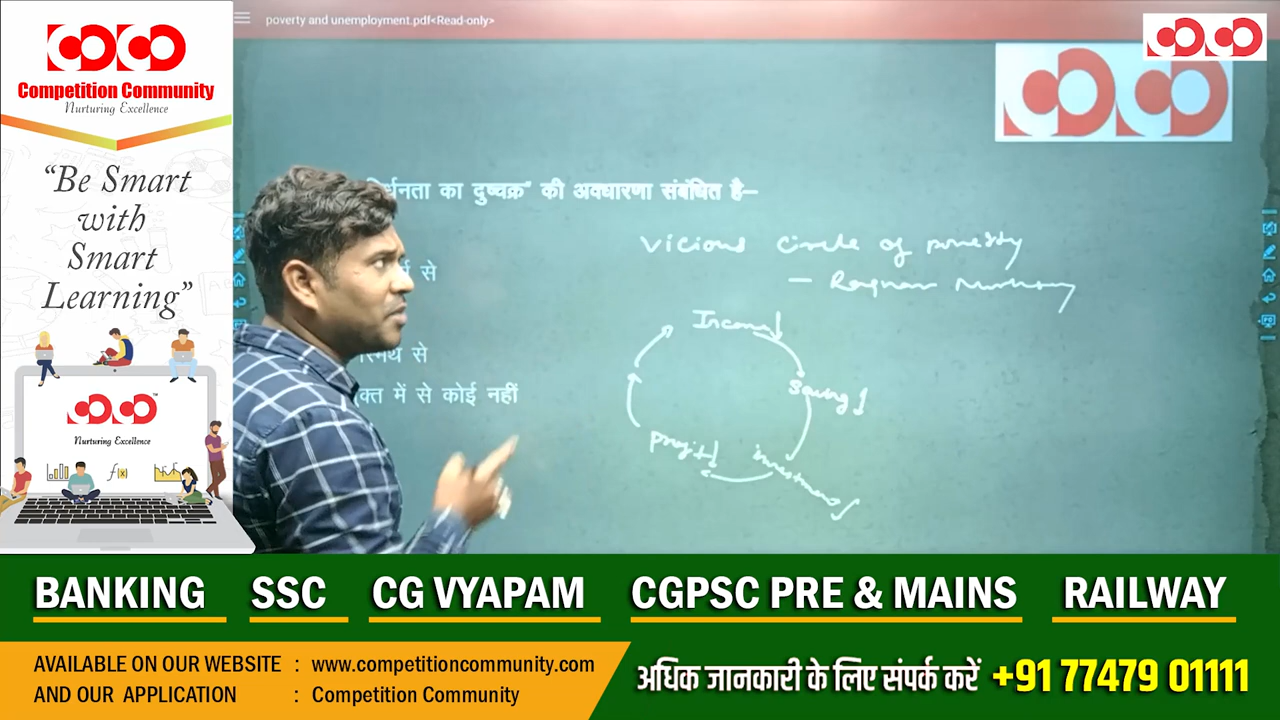 poverty and unemployment.pdf<Read-only>
Competition Community
Nurturing Excellence
“Be Smart
with
Smart
Learning”
Nurturing Excellence
f(x)
निर्धनता का दुष्चक्र” की अवधारणा संबंधित है–
से
से
में से कोई नहीं
Vicious Circle of poverty
– Ragnar Nurksey
Income↓
Saving↓
investment↓
Profit↓
BANKING SSC CG VYAPAM CGPSC PRE & MAINS RAILWAY
AVAILABLE ON OUR WEBSITE : www.competitioncommunity.com
AND OUR APPLICATION : Competition Community
अधिक जानकारी के लिए संपर्क करें +91 77479 01111